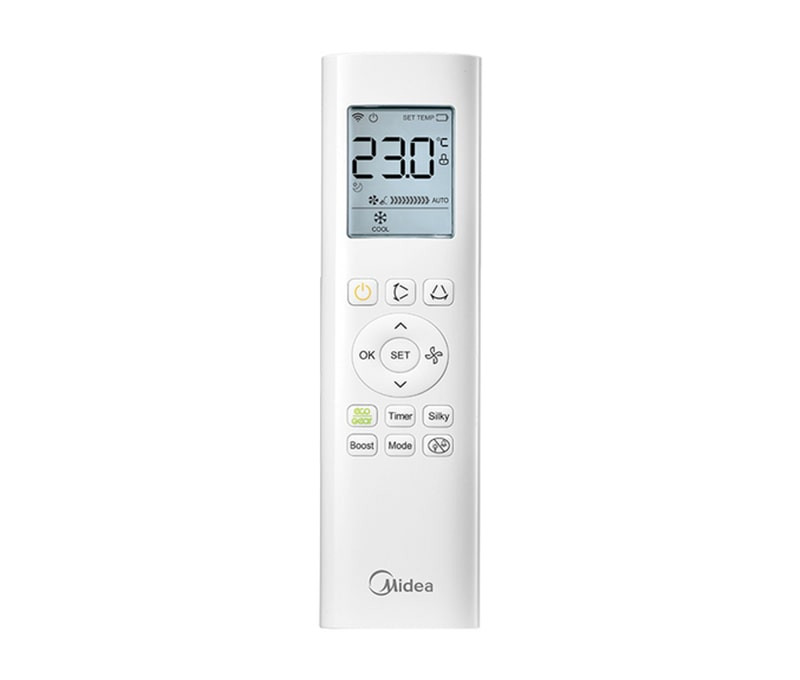 SET TEMP
23.0 °C
AUTO
COOL
OK SET
eco
Gear Timer Silky
Boost Mode
Midea